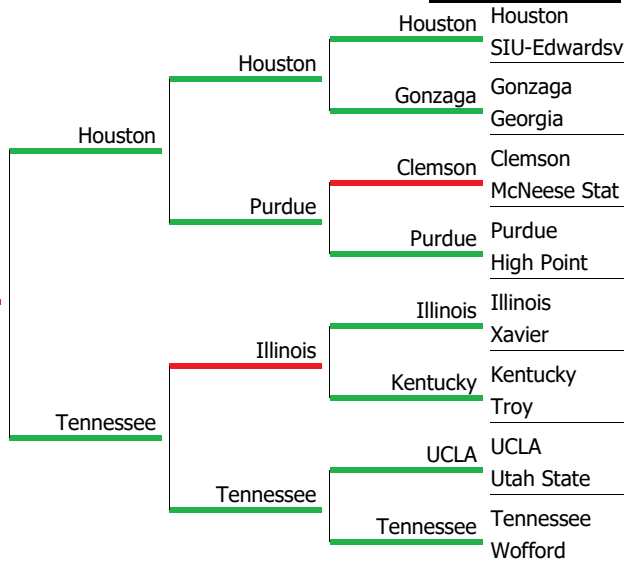 Houston
Houston
SIU-Edwardsv
Houston
Gonzaga
Gonzaga
Georgia
Houston
Clemson
Clemson
McNeese Stat
Purdue
Purdue
Purdue
High Point
Illinois
Illinois
Xavier
Illinois
Kentucky
Kentucky
Troy
Tennessee
UCLA
UCLA
Utah State
Tennessee
Tennessee
Tennessee
Wofford